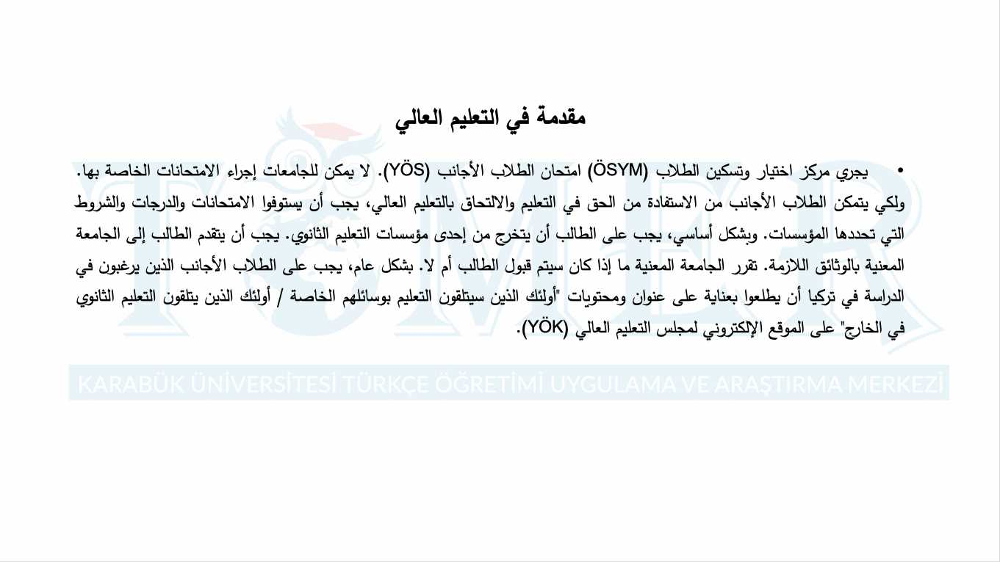 مقدمة في التعليم العالي
• يجري مركز اختيار وتسكين الطلاب (ÖSYM) امتحان الطلاب الأجانب (YÖS). لا يمكن للجامعات إجراء الامتحانات الخاصة بها.
ولكي يتمكن الطلاب الأجانب من الاستفادة من الحق في التعليم والالتحاق بالتعليم العالي، يجب أن يستوفوا الامتحانات والدرجات والشروط
التي تحددها المؤسسات. وبشكل أساسي، يجب على الطالب أن يتخرج من إحدى مؤسسات التعليم الثانوي. يجب أن يتقدم الطالب إلى الجامعة
المعنية بالوثائق اللازمة. تقرر الجامعة المعنية ما إذا كان سيتم قبول الطالب أم لا. بشكل عام، يجب على الطلاب الأجانب الذين يرغبون في
الدراسة في تركيا أن يطلعوا بعناية على عنوان ومحتويات "أولئك الذين سيتلقون التعليم بوسائلهم الخاصة / أولئك الذين يتلقون التعليم الثانوي
في الخارج" على الموقع الإلكتروني لمجلس التعليم العالي (YÖK).
TÖMER
KARABÜK ÜNİVERSİTESİ TÜRKÇE ÖĞRETİMİ UYGULAMA VE ARAŞTIRMA MERKEZİ